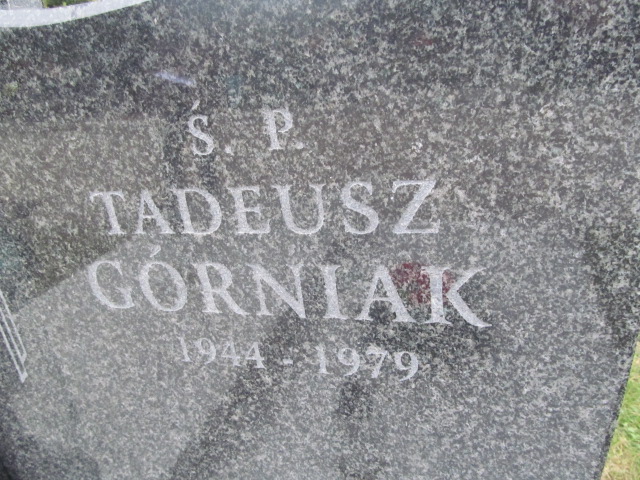 Ś. P.
TADEUSZ
GÓRNIAK
1944 - 1979